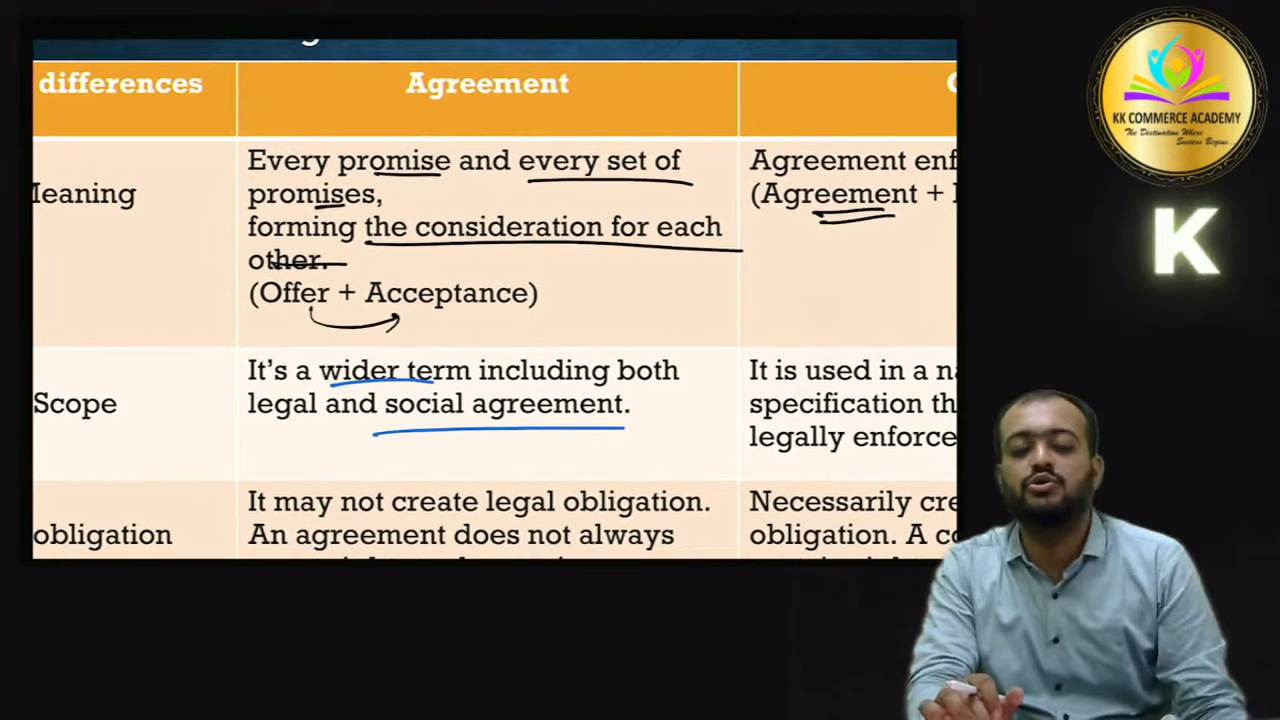 differences
Agreement
Meaning
Every promise and every set of
promises,
forming the consideration for each
other.
(Offer + Acceptance)
Agreement enf
(Agreement +
Scope
It's a wider term including both
legal and social agreement.
It is used in a na
specification th
legally enforce
obligation
It may not create legal obligation.
An agreement does not always
Necessarily cre
obligation. A co
KK COMMERCE ACADEMY
The Destination Where
Success Begins...
K